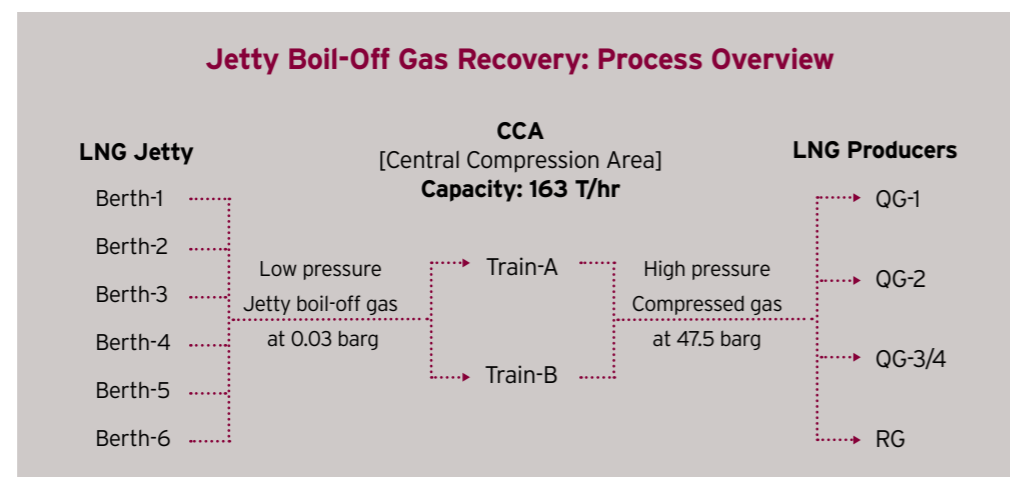 Jetty Boil-Off Gas Recovery: Process Overview
LNG Jetty
Berth-1
Berth-2
Berth-3
Berth-4
Berth-5
Berth-6
Low pressure
Jetty boil-off gas
at 0.03 barg
CCA
[Central Compression Area]
Capacity: 163 T/hr
Train-A
Train-B
High pressure
Compressed gas
at 47.5 barg
LNG Producers
QG-1
QG-2
QG-3/4
RG